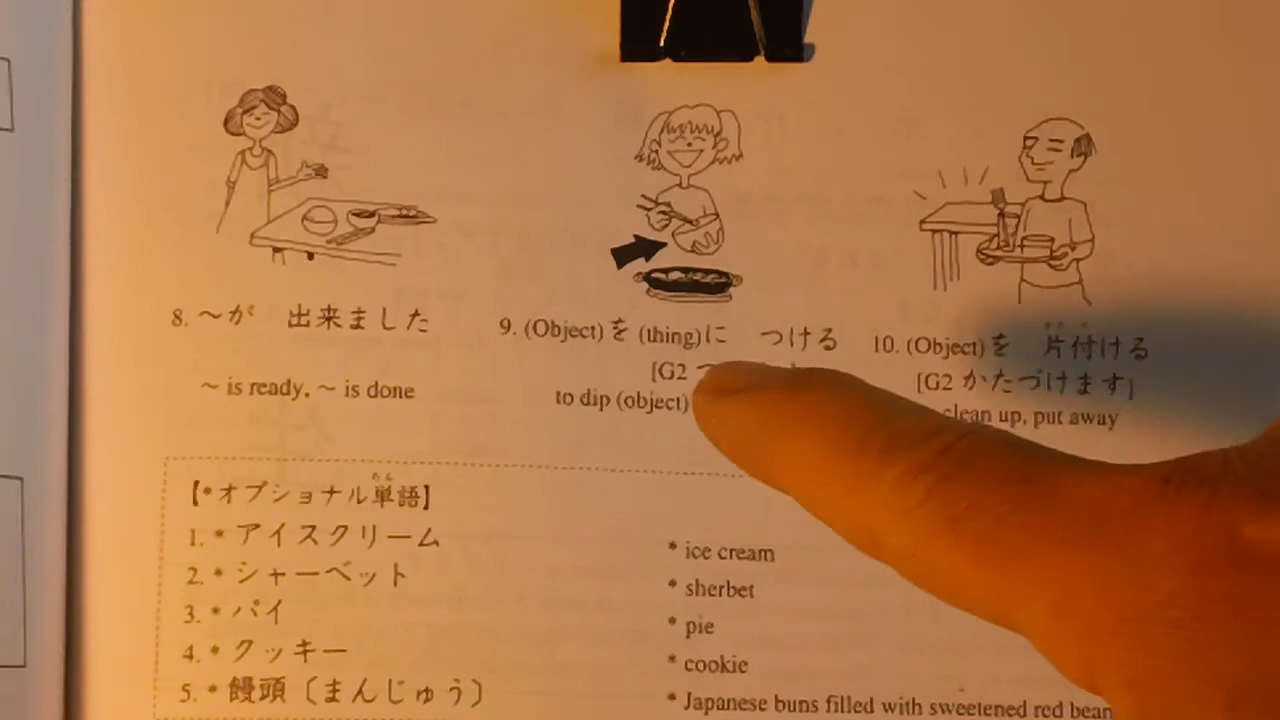 8. ～が 出来ました
～ is ready, ～ is done
9. (Object) を (thing)に つける
[G2
to dip (object)
10. (Object) を 片付ける
[G2 かたづけます]
clean up, put away
【*オプショナル単語】
たん
1. * アイスクリーム * ice cream
2. * シャーベット * sherbet
3. * パイ * pie
4. * クッキー * cookie
5. *饅頭〔まんじゅう〕 * Japanese buns filled with sweetened red bean